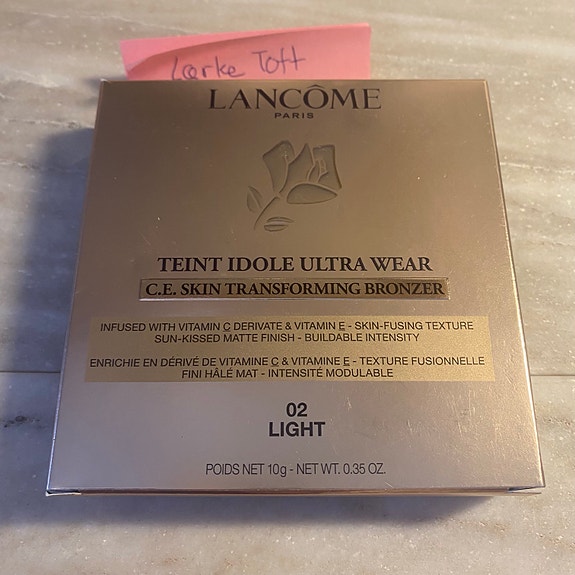 Lærke Toft
LANCÔME
PARIS
TEINT IDOLE ULTRA WEAR
C.E. SKIN TRANSFORMING BRONZER
INFUSED WITH VITAMIN C DERIVATE & VITAMIN E - SKIN-FUSING TEXTURE
SUN-KISSED MATTE FINISH - BUILDABLE INTENSITY
ENRICHIE EN DÉRIVÉ DE VITAMINE C & VITAMINE E - TEXTURE FUSIONNELLE
FINI HÂLÉ MAT - INTENSITÉ MODULABLE
02
LIGHT
POIDS NET 10g - NET WT. 0.35 OZ.